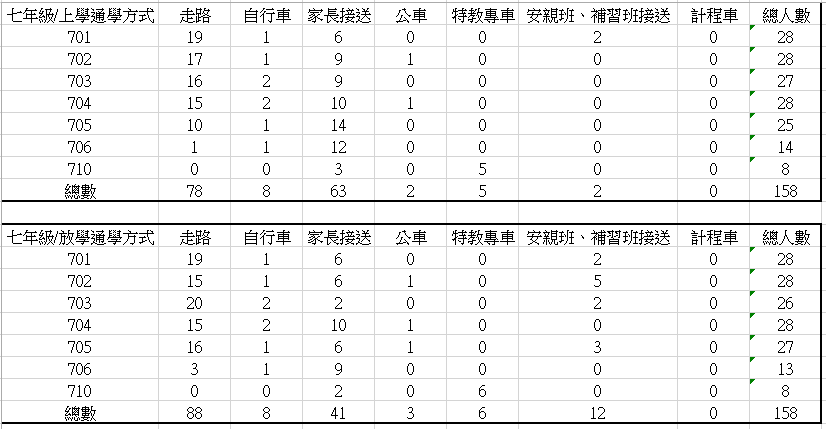 七年級/上學通學方式 走路 自行車 家長接送 公車 特教專車 安親班、補習班接送 計程車 總人數
701 19 1 6 0 0 2 0 28
702 17 1 9 1 0 0 0 28
703 16 2 9 0 0 0 0 27
704 15 2 10 1 0 0 0 28
705 10 1 14 0 0 0 0 25
706 1 1 12 0 0 0 0 14
710 0 0 3 0 5 0 0 8
總數 78 8 63 2 5 2 0 158
七年級/放學通學方式 走路 自行車 家長接送 公車 特教專車 安親班、補習班接送 計程車 總人數
701 19 1 6 0 0 2 0 28
702 15 1 6 1 0 5 0 28
703 20 2 2 0 0 2 0 26
704 15 2 10 1 0 0 0 28
705 16 1 6 1 0 3 0 27
706 3 1 9 0 0 0 0 13
710 0 0 2 0 6 0 0 8
總數 88 8 41 3 6 12 0 158